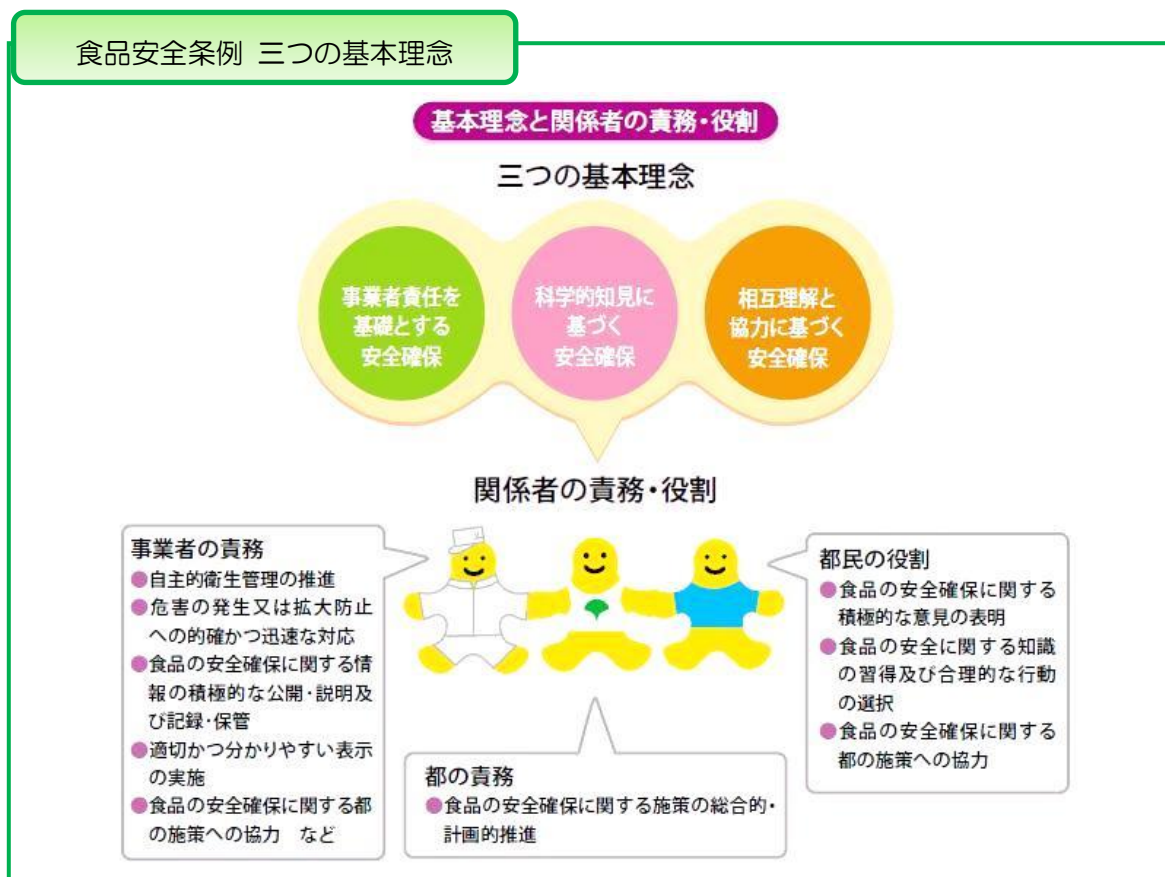 食品安全条例 三つの基本理念
基本理念と関係者の責務・役割
三つの基本理念
事業者責任を
基礎とする
安全確保
科学的知見に
基づく
安全確保
相互理解と
協力に基づく
安全確保
関係者の責務・役割
事業者の責務
●自主的衛生管理の推進
●危害の発生又は拡大防止
への的確かつ迅速な対応
●食品の安全確保に関する情
報の積極的な公開・説明及
び記録・保管
●適切かつ分かりやすい表示
の実施
●食品の安全確保に関する都
の施策への協力 など
都の責務
●食品の安全確保に関する施策の総合的・
計画的推進
都民の役割
●食品の安全確保に関する
積極的な意見の表明
●食品の安全に関する知識
の習得及び合理的な行動
の選択
●食品の安全確保に関する
都の施策への協力